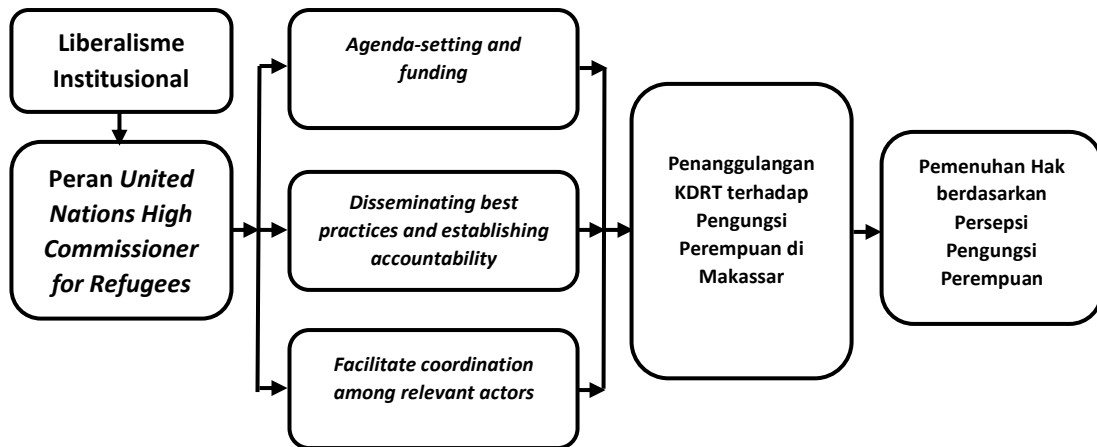 Liberalisme
Institusional
Peran United
Nations High
Commissioner
for Refugees
Agenda-setting and
funding
Disseminating best
practices and establishing
accountability
Facilitate coordination
among relevant actors
Penanggulangan
KDRT terhadap
Pengungsi
Perempuan di
Makassar
Pemenuhan Hak
berdasarkan
Persepsi
Pengungsi
Perempuan